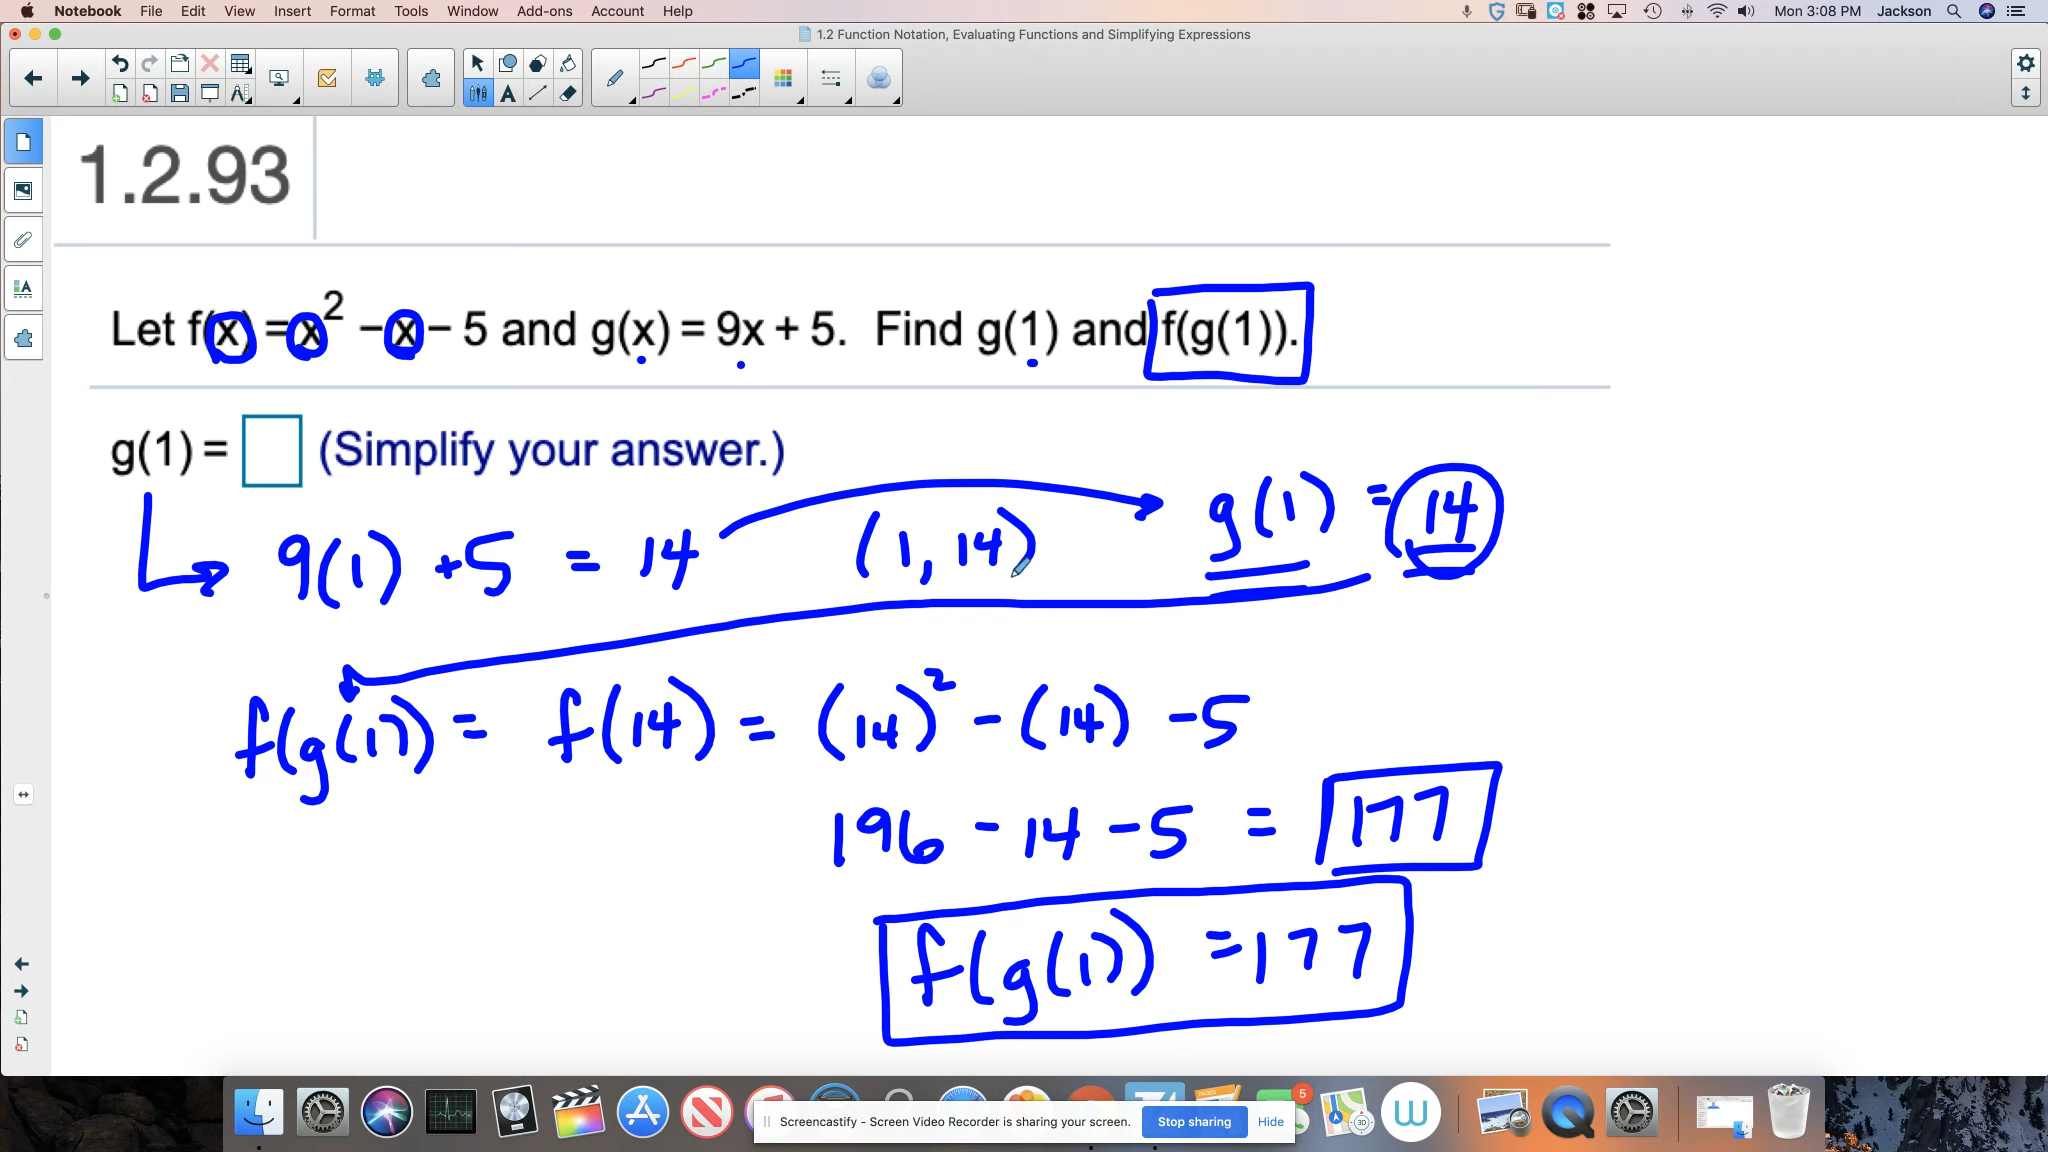 Notebook File Edit View Insert Format Tools Window Add-ons Account Help Mon 3:08 PM Jackson
1.2 Function Notation, Evaluating Functions and Simplifying Expressions
1.2.93
Let f(x) = x² − x − 5 and g(x) = 9x + 5. Find g(1) and f(g(1)).
g(1) = (Simplify your answer.)
9(1) + 5 = 14 (1, 14) g(1) = 14
f(g(1)) = f(14) = (14)² − (14) − 5
196 − 14 − 5 = 177
f(g(1)) = 177
Screencastify - Screen Video Recorder is sharing your screen. Stop sharing Hide
5
3D